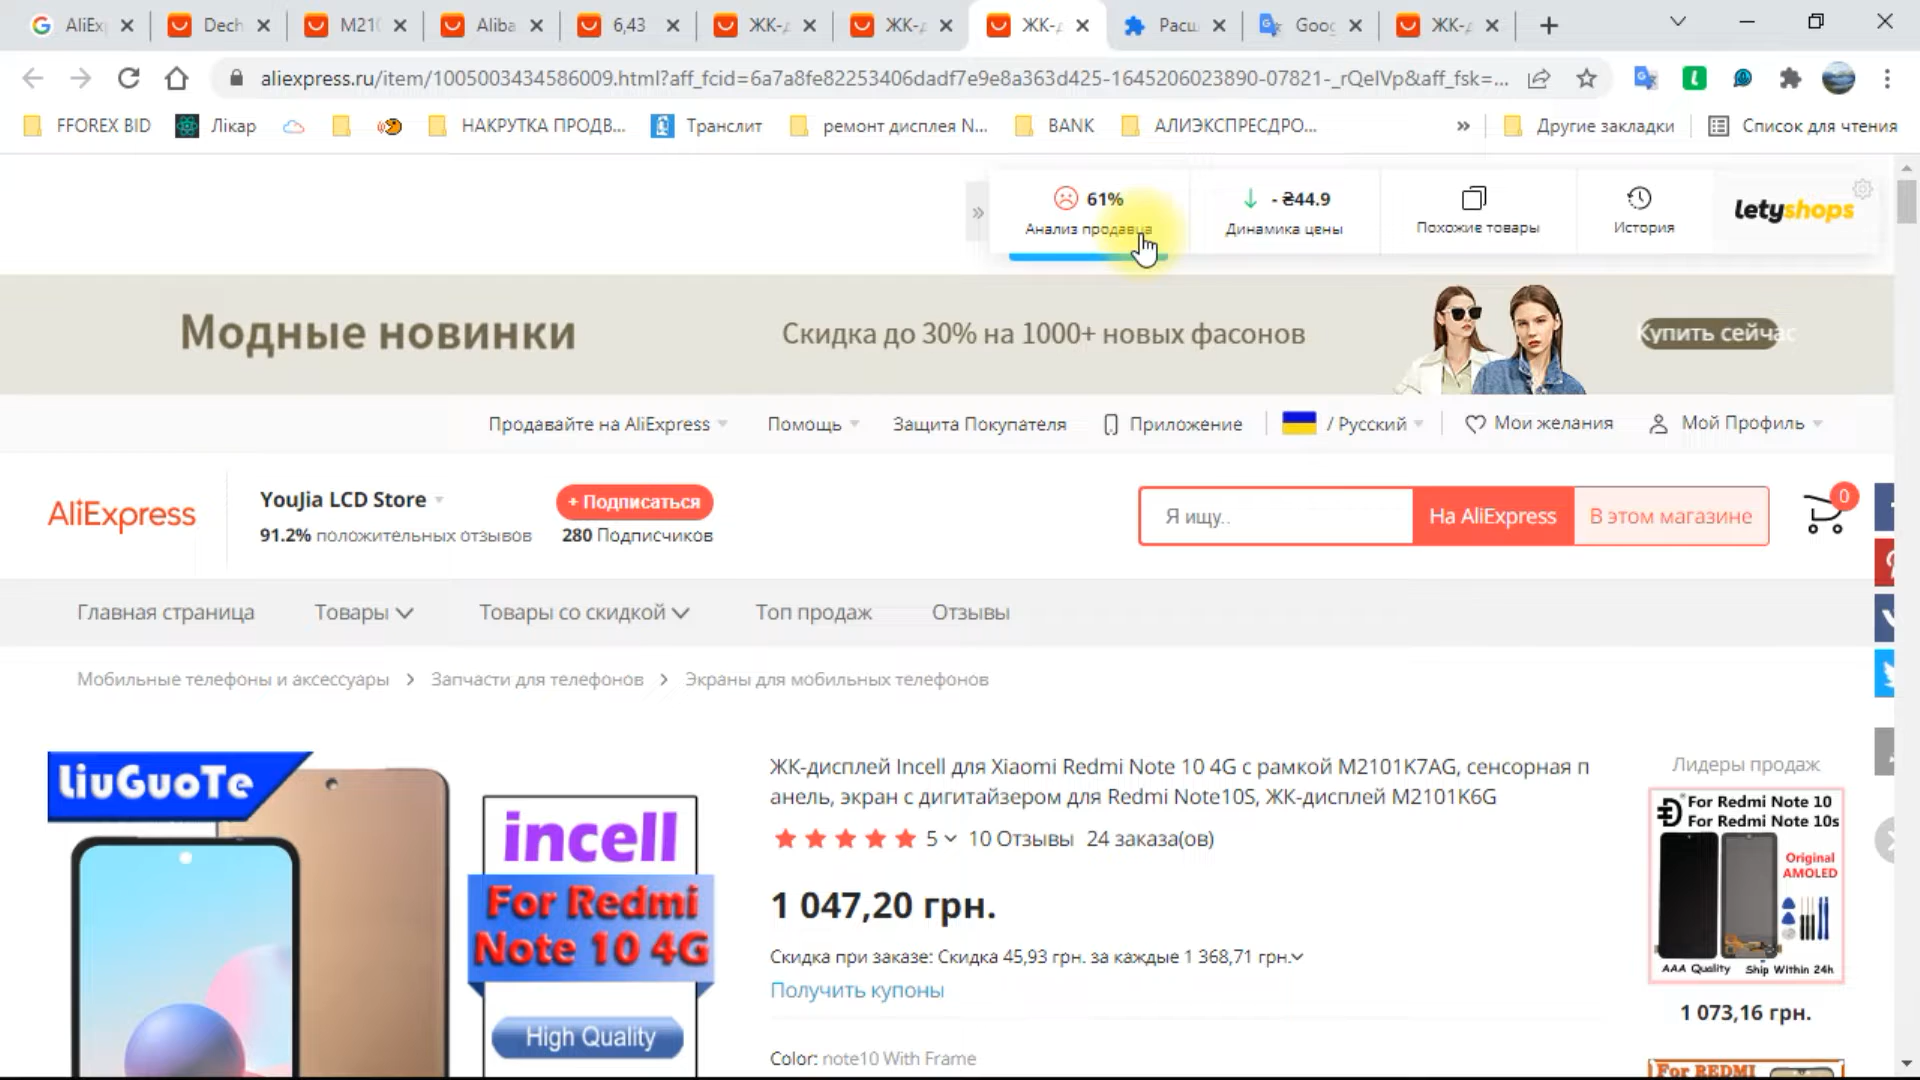 AliEx
Dech
M210
Aliba
6,43
ЖК-д
ЖК-д
ЖК-д
Расш
Goog
ЖК-д
aliexpress.ru/item/1005003434586009.html?aff_fcid=6a7a8fe82253406dadf7e9e8a363d425-1645206023890-07821-_rQelVp&aff_fsk=...
FFOREX BID
Лікар
НАКРУТКА ПРОДВ...
Транслит
ремонт дисплея N...
BANK
АЛИЭКСПРЕСДРО...
»
Другие закладки
Список для чтения
»
61%
Анализ продавца
- ₴44.9
Динамика цены
Похожие товары
История
letyshops
Модные новинки
Скидка до 30% на 1000+ новых фасонов
Купить сейчас
Продавайте на AliExpress
Помощь
Защита Покупателя
Приложение
/ Русский
Мои желания
Мой Профиль
AliExpress
YouJia LCD Store
+ Подписаться
91.2% положительных отзывов
280 Подписчиков
Я ищу..
На AliExpress
В этом магазине
0
Главная страница
Товары
Товары со скидкой
Топ продаж
Отзывы
Мобильные телефоны и аксессуары > Запчасти для телефонов > Экраны для мобильных телефонов
LiuGuoTe
incell
For Redmi
Note 10 4G
High Quality
ЖК-дисплей Incell для Xiaomi Redmi Note 10 4G с рамкой M2101K7AG, сенсорная п
анель, экран с дигитайзером для Redmi Note10S, ЖК-дисплей M2101K6G
5
10 Отзывы
24 заказа(ов)
1 047,20 грн.
Скидка при заказе: Скидка 45,93 грн. за каждые 1 368,71 грн.
Получить купоны
Color: note10 With Frame
Лидеры продаж
For Redmi Note 10
For Redmi Note 10s
Original
AMOLED
AAA Quality
Ship Within 24h
1 073,16 грн.
For REDMI